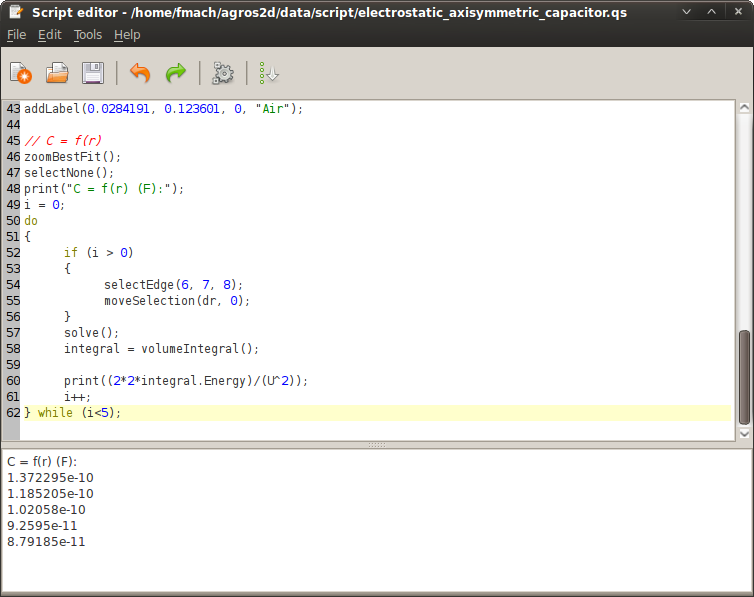 Script editor - /home/fmach/agros2d/data/script/electrostatic_axisymmetric_capacitor.qs
File Edit Tools Help
43 addLabel(0.0284191, 0.123601, 0, "Air");
44
45 // C = f(r)
46 zoomBestFit();
47 selectNone();
48 print("C = f(r) (F):");
49 i = 0;
50 do
51 {
52 if (i > 0)
53 {
54 selectEdge(6, 7, 8);
55 moveSelection(dr, 0);
56 }
57 solve();
58 integral = volumeIntegral();
59
60 print((2*2*integral.Energy)/(U^2));
61 i++;
62 } while (i<5);
C = f(r) (F):
1.372295e-10
1.185205e-10
1.02058e-10
9.2595e-11
8.79185e-11